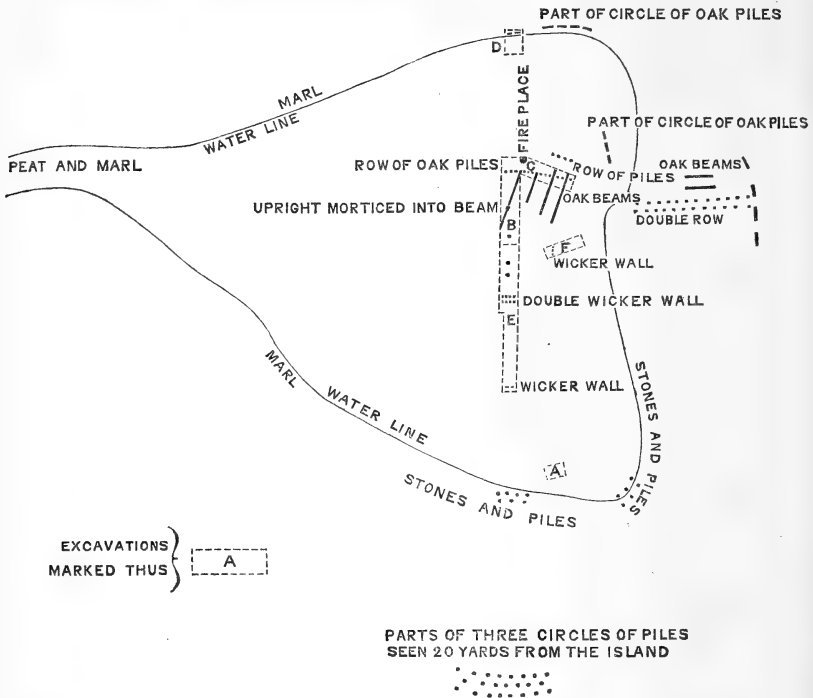 PART OF CIRCLE OF OAK PILES
D
MARL
WATER LINE
FIRE PLACE
PART OF CIRCLE OF OAK PILES
PEAT AND MARL
ROW OF OAK PILES
C
ROW OF PILES
OAK BEAMS
UPRIGHT MORTICED INTO BEAM
OAK BEAMS
B
DOUBLE ROW
F
WICKER WALL
DOUBLE WICKER WALL
E
MARL
WATER LINE
WICKER WALL
STONES AND PILES
A
STONES AND PILES
EXCAVATIONS
MARKED THUS
A
PARTS OF THREE CIRCLES OF PILES
SEEN 20 YARDS FROM THE ISLAND